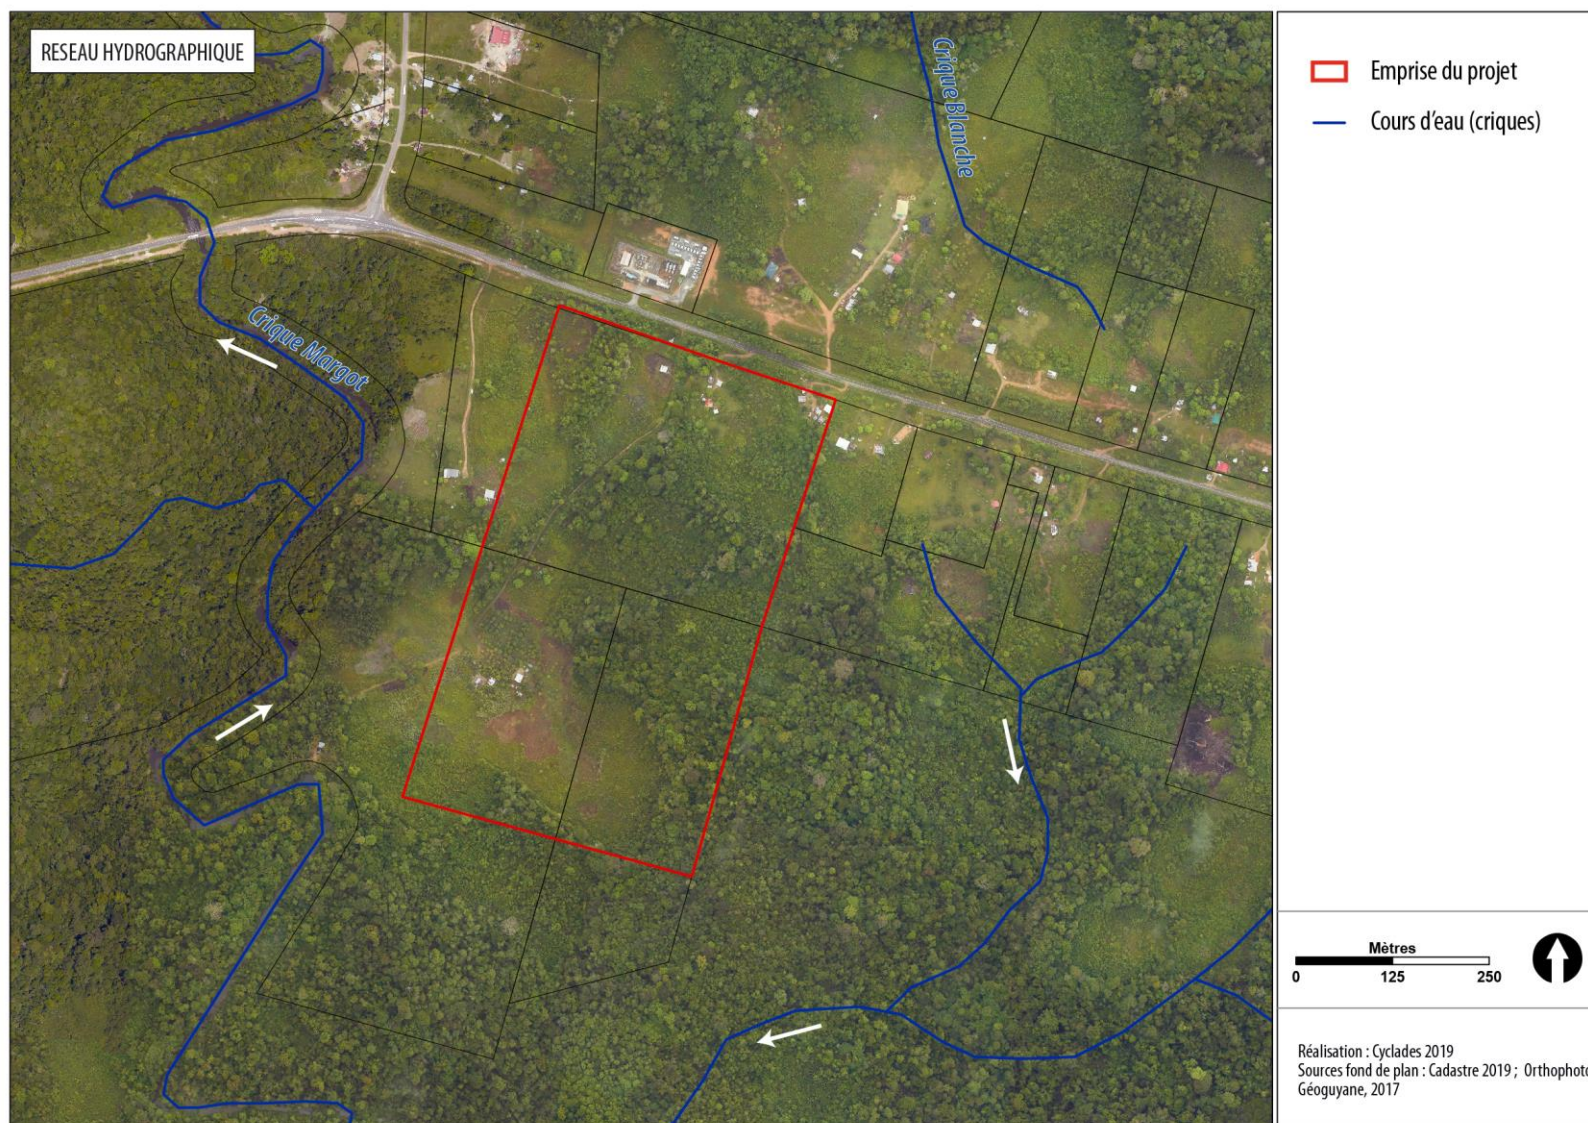 RESEAU HYDROGRAPHIQUE
Crique Blanche
Crique Margot
Emprise du projet
Cours d'eau (criques)
Mètres
0 125 250
Réalisation : Cyclades 2019
Sources fond de plan : Cadastre 2019 ; Orthophoto
Géoguyane, 2017